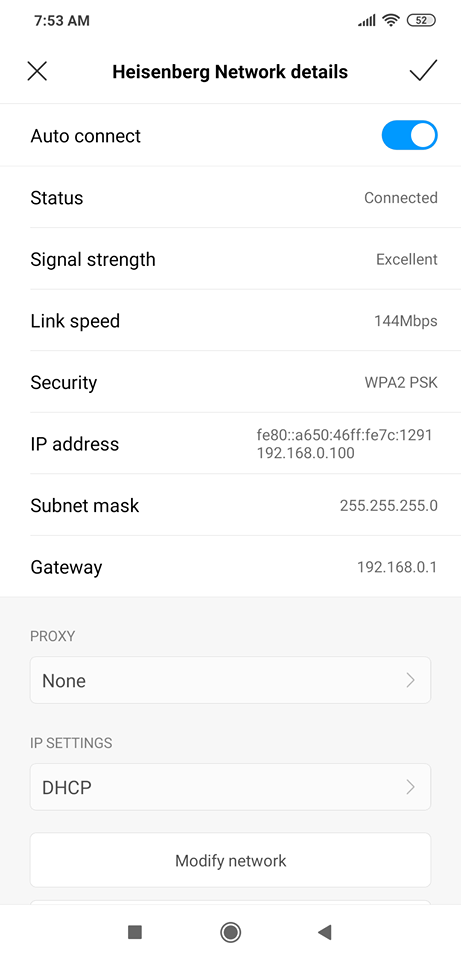 7:53 AM
52
Heisenberg Network details
Auto connect
Status
Connected
Signal strength
Excellent
Link speed
144Mbps
Security
WPA2 PSK
IP address
fe80::a650:46ff:fe7c:1291
192.168.0.100
Subnet mask
255.255.255.0
Gateway
192.168.0.1
PROXY
None
IP SETTINGS
DHCP
Modify network